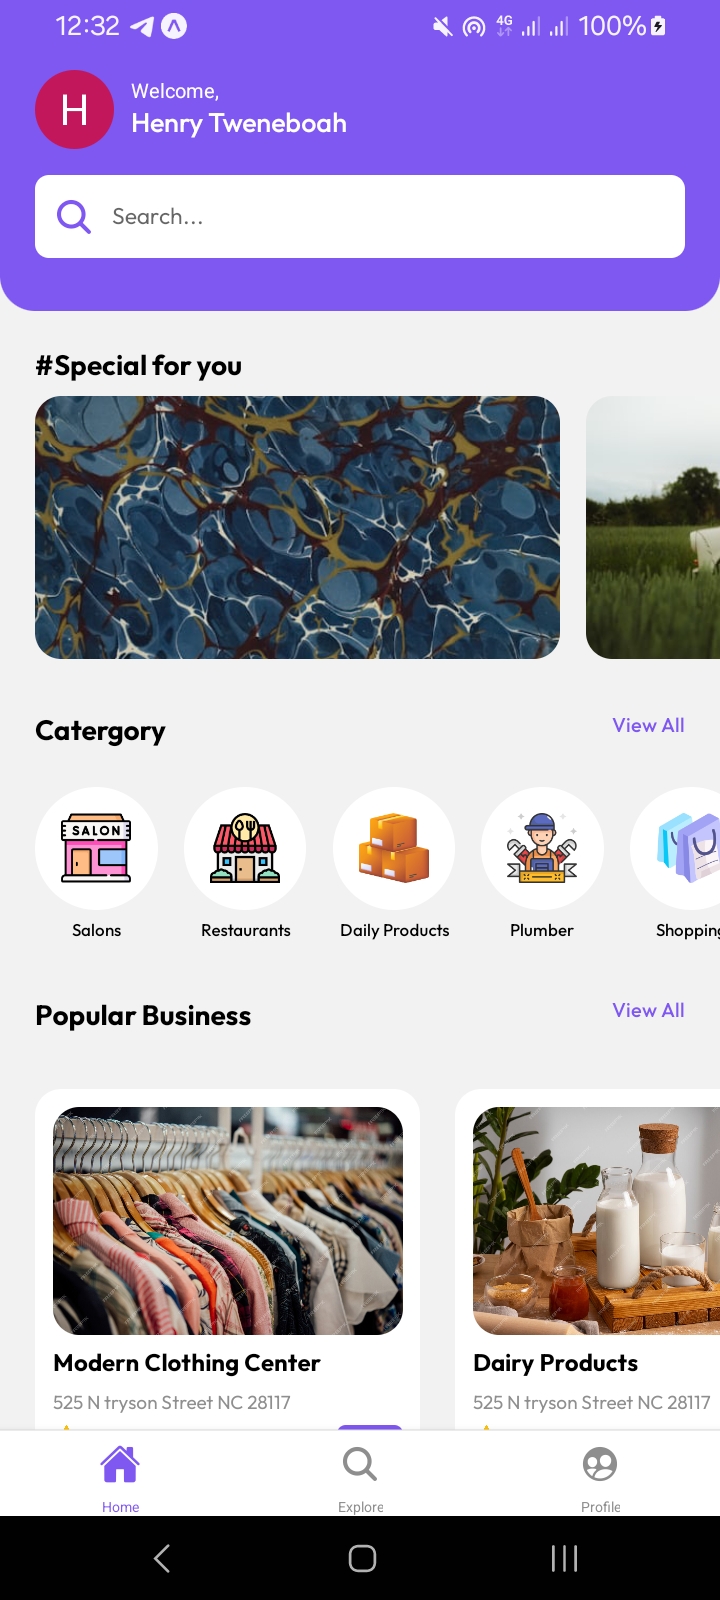 12:32
4G
100%
H
Welcome,
Henry Tweneboah
Search...
#Special for you
Catergory
View All
SALON
Salons
Restaurants
Daily Products
Plumber
Shopping
Popular Business
View All
Modern Clothing Center
525 N tryson Street NC 28117
Dairy Products
525 N tryson Street NC 28117
Home
Explore
Profile